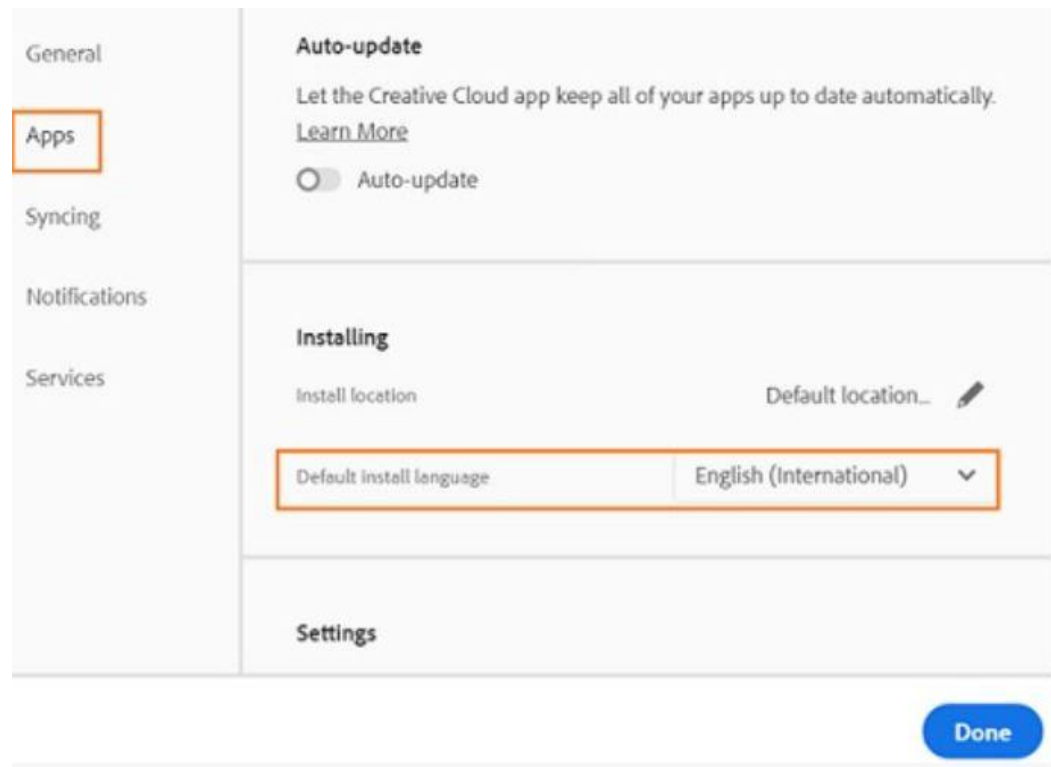 General
Apps
Syncing
Notifications
Services
Auto-update
Let the Creative Cloud app keep all of your apps up to date automatically.
Learn More
Auto-update
Installing
Install location
Default location...
Default install language
English (International)
Settings
Done